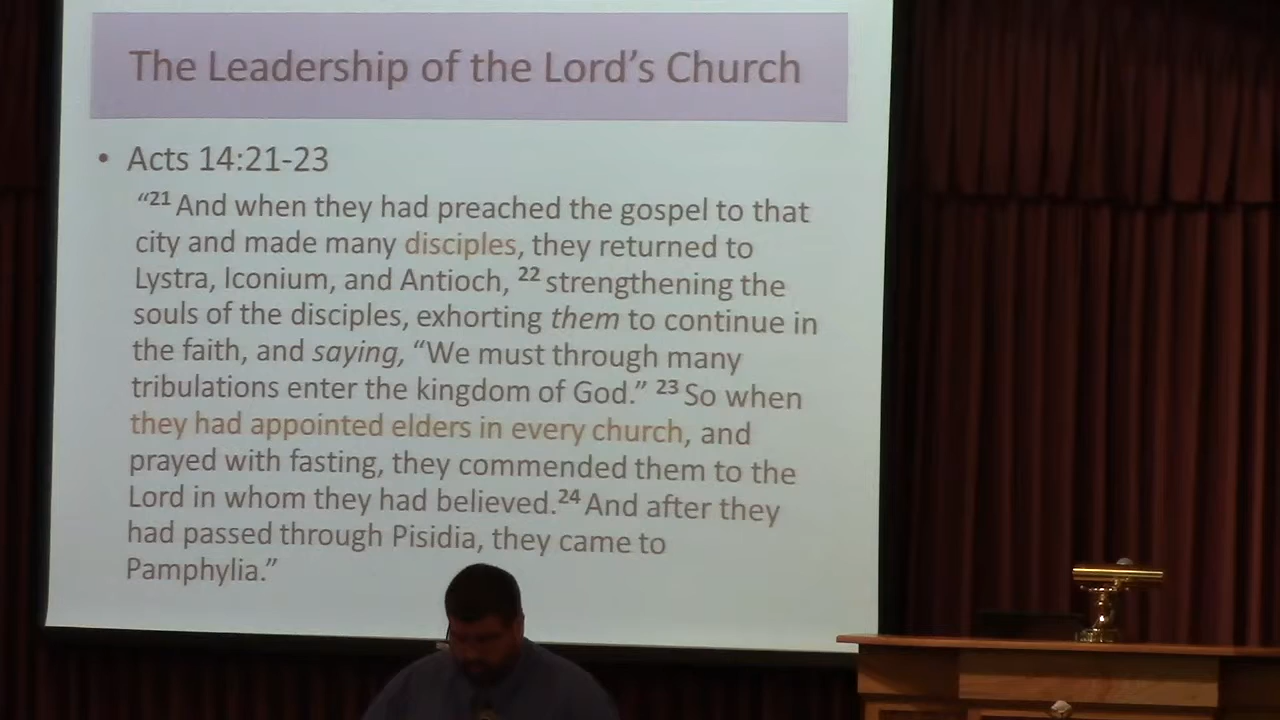 The Leadership of the Lord's Church
• Acts 14:21-23
“21 And when they had preached the gospel to that
city and made many disciples, they returned to
Lystra, Iconium, and Antioch, 22 strengthening the
souls of the disciples, exhorting them to continue in
the faith, and saying, “We must through many
tribulations enter the kingdom of God.” 23 So when
they had appointed elders in every church, and
prayed with fasting, they commended them to the
Lord in whom they had believed.24 And after they
had passed through Pisidia, they came to
Pamphylia.”